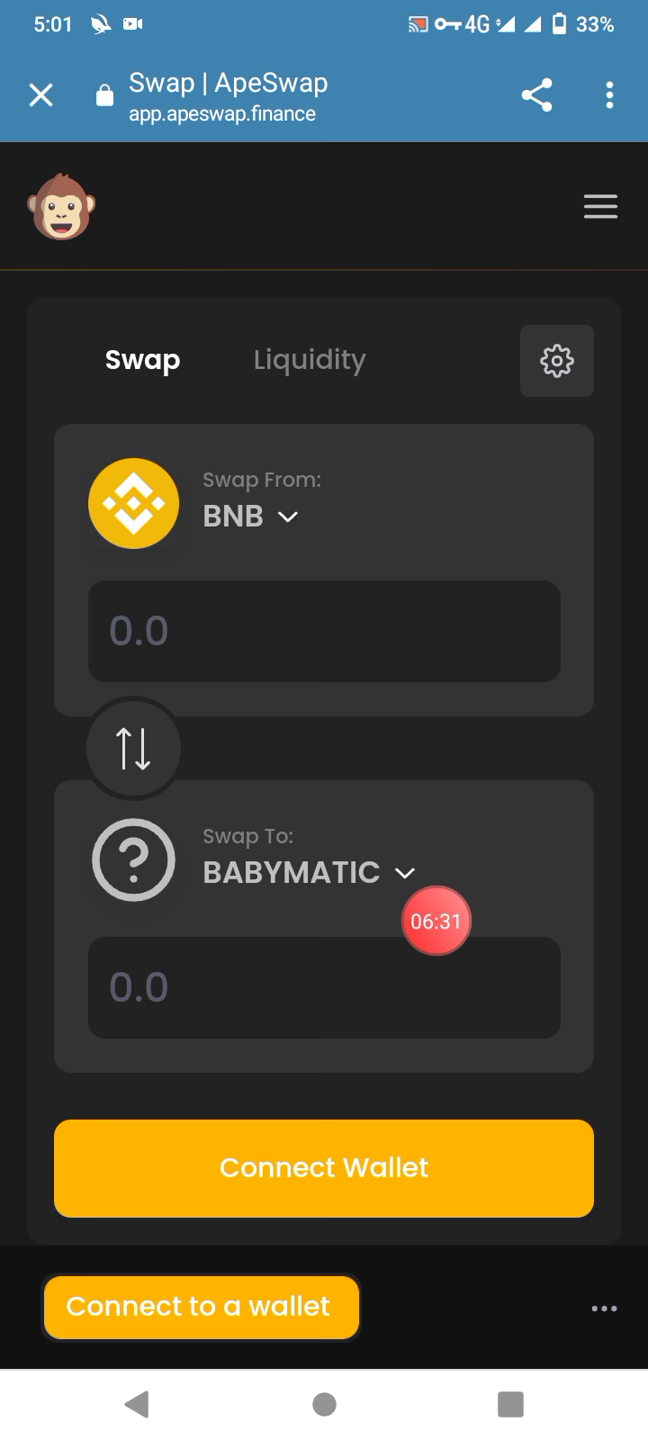 5:01 4G 33%
Swap | ApeSwap
app.apeswap.finance
Swap Liquidity
Swap From:
BNB
0.0
Swap To:
BABYMATIC
06:31
0.0
Connect Wallet
Connect to a wallet